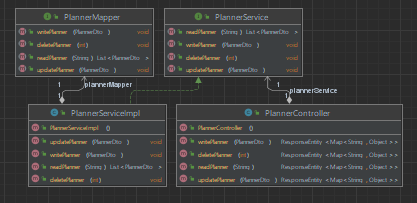 PlannerMapper
writePlanner (PlannerDto ) void
deletePlanner (int) void
readPlanner (String) List<PlannerDto >
updatePlanner (PlannerDto ) void
PlannerService
readPlanner (String) List<PlannerDto >
writePlanner (PlannerDto ) void
deletePlanner (int) void
updatePlanner (PlannerDto ) void
1
plannerMapper
1
1
plannerService
1
PlannerServiceImpl
PlannerServiceImpl ()
updatePlanner (PlannerDto ) void
writePlanner (PlannerDto ) void
readPlanner (String) List<PlannerDto >
deletePlanner (int) void
PlannerController
PlannerController ()
writePlanner (PlannerDto ) ResponseEntity <Map<String , Object >>
deletePlanner (int) ResponseEntity <Map<String , Object >>
readPlanner (String) ResponseEntity <Map<String , Object >>
updatePlanner (PlannerDto ) ResponseEntity <Map<String , Object >>